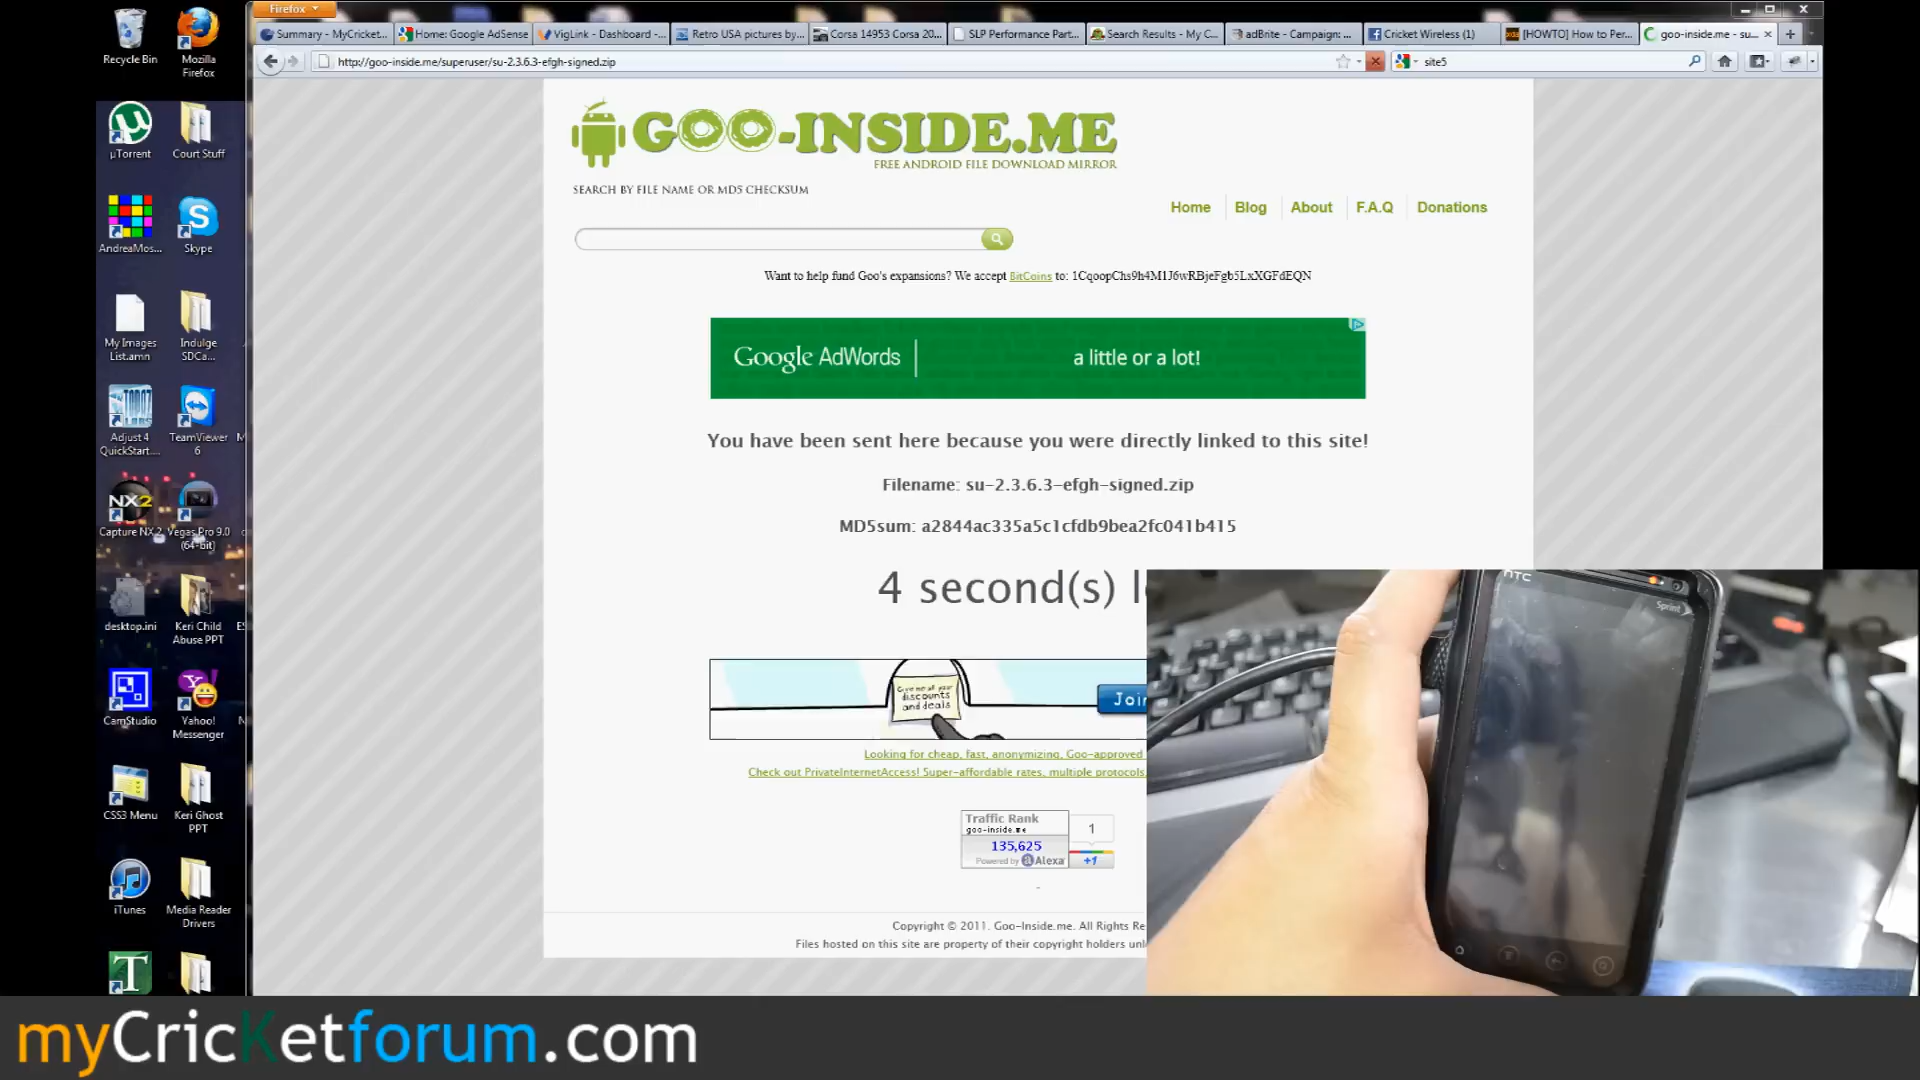 Firefox
Summary - MyCricket...
Home: Google AdSense
VigLink - Dashboard -...
Retro USA pictures by...
Corsa 14953 Corsa 20...
SLP Performance Part...
Search Results - My C...
adBrite - Campaign: ...
Cricket Wireless (1)
[HOWTO] How to Per...
goo-inside.me - su...
http://goo-inside.me/superuser/su-2.3.6.3-efgh-signed.zip
site5
Recycle Bin
Mozilla Firefox
µTorrent
Court Stuff
AndreaMos...
Skype
My Images List.amn
Indulge SDCa...
Adjust 4 QuickStart....
TeamViewer 6
Capture NX 2
Vegas Pro 9.0 (64-bit)
desktop.ini
Keri Child Abuse PPT
CamStudio
Yahoo! Messenger
CSS3 Menu
Keri Ghost PPT
iTunes
Media Reader Drivers
GOO-INSIDE.ME
FREE ANDROID FILE DOWNLOAD MIRROR
SEARCH BY FILE NAME OR MD5 CHECKSUM
Home Blog About F.A.Q Donations
Want to help fund Goo's expansions? We accept BitCoins to: 1CqoopChs9h4M1J6wRBjeFgb5LxXGFdEQN
Google AdWords
a little or a lot!
You have been sent here because you were directly linked to this site!
Filename: su-2.3.6.3-efgh-signed.zip
MD5sum: a2844ac335a5c1cfdb9bea2fc041b415
4 second(s) l
Give me all your discounts and deals
Join
Looking for cheap, fast, anonymizing, Goo-approved
Check out PrivateInternetAccess! Super-affordable rates, multiple protocols,
Traffic Rank
goo-inside.me
135,625
Powered by Alexa
1
+1
Copyright © 2011. Goo-Inside.me. All Rights Re
Files hosted on this site are property of their copyright holders unl
hTC
Sprint
myCricKetforum.com